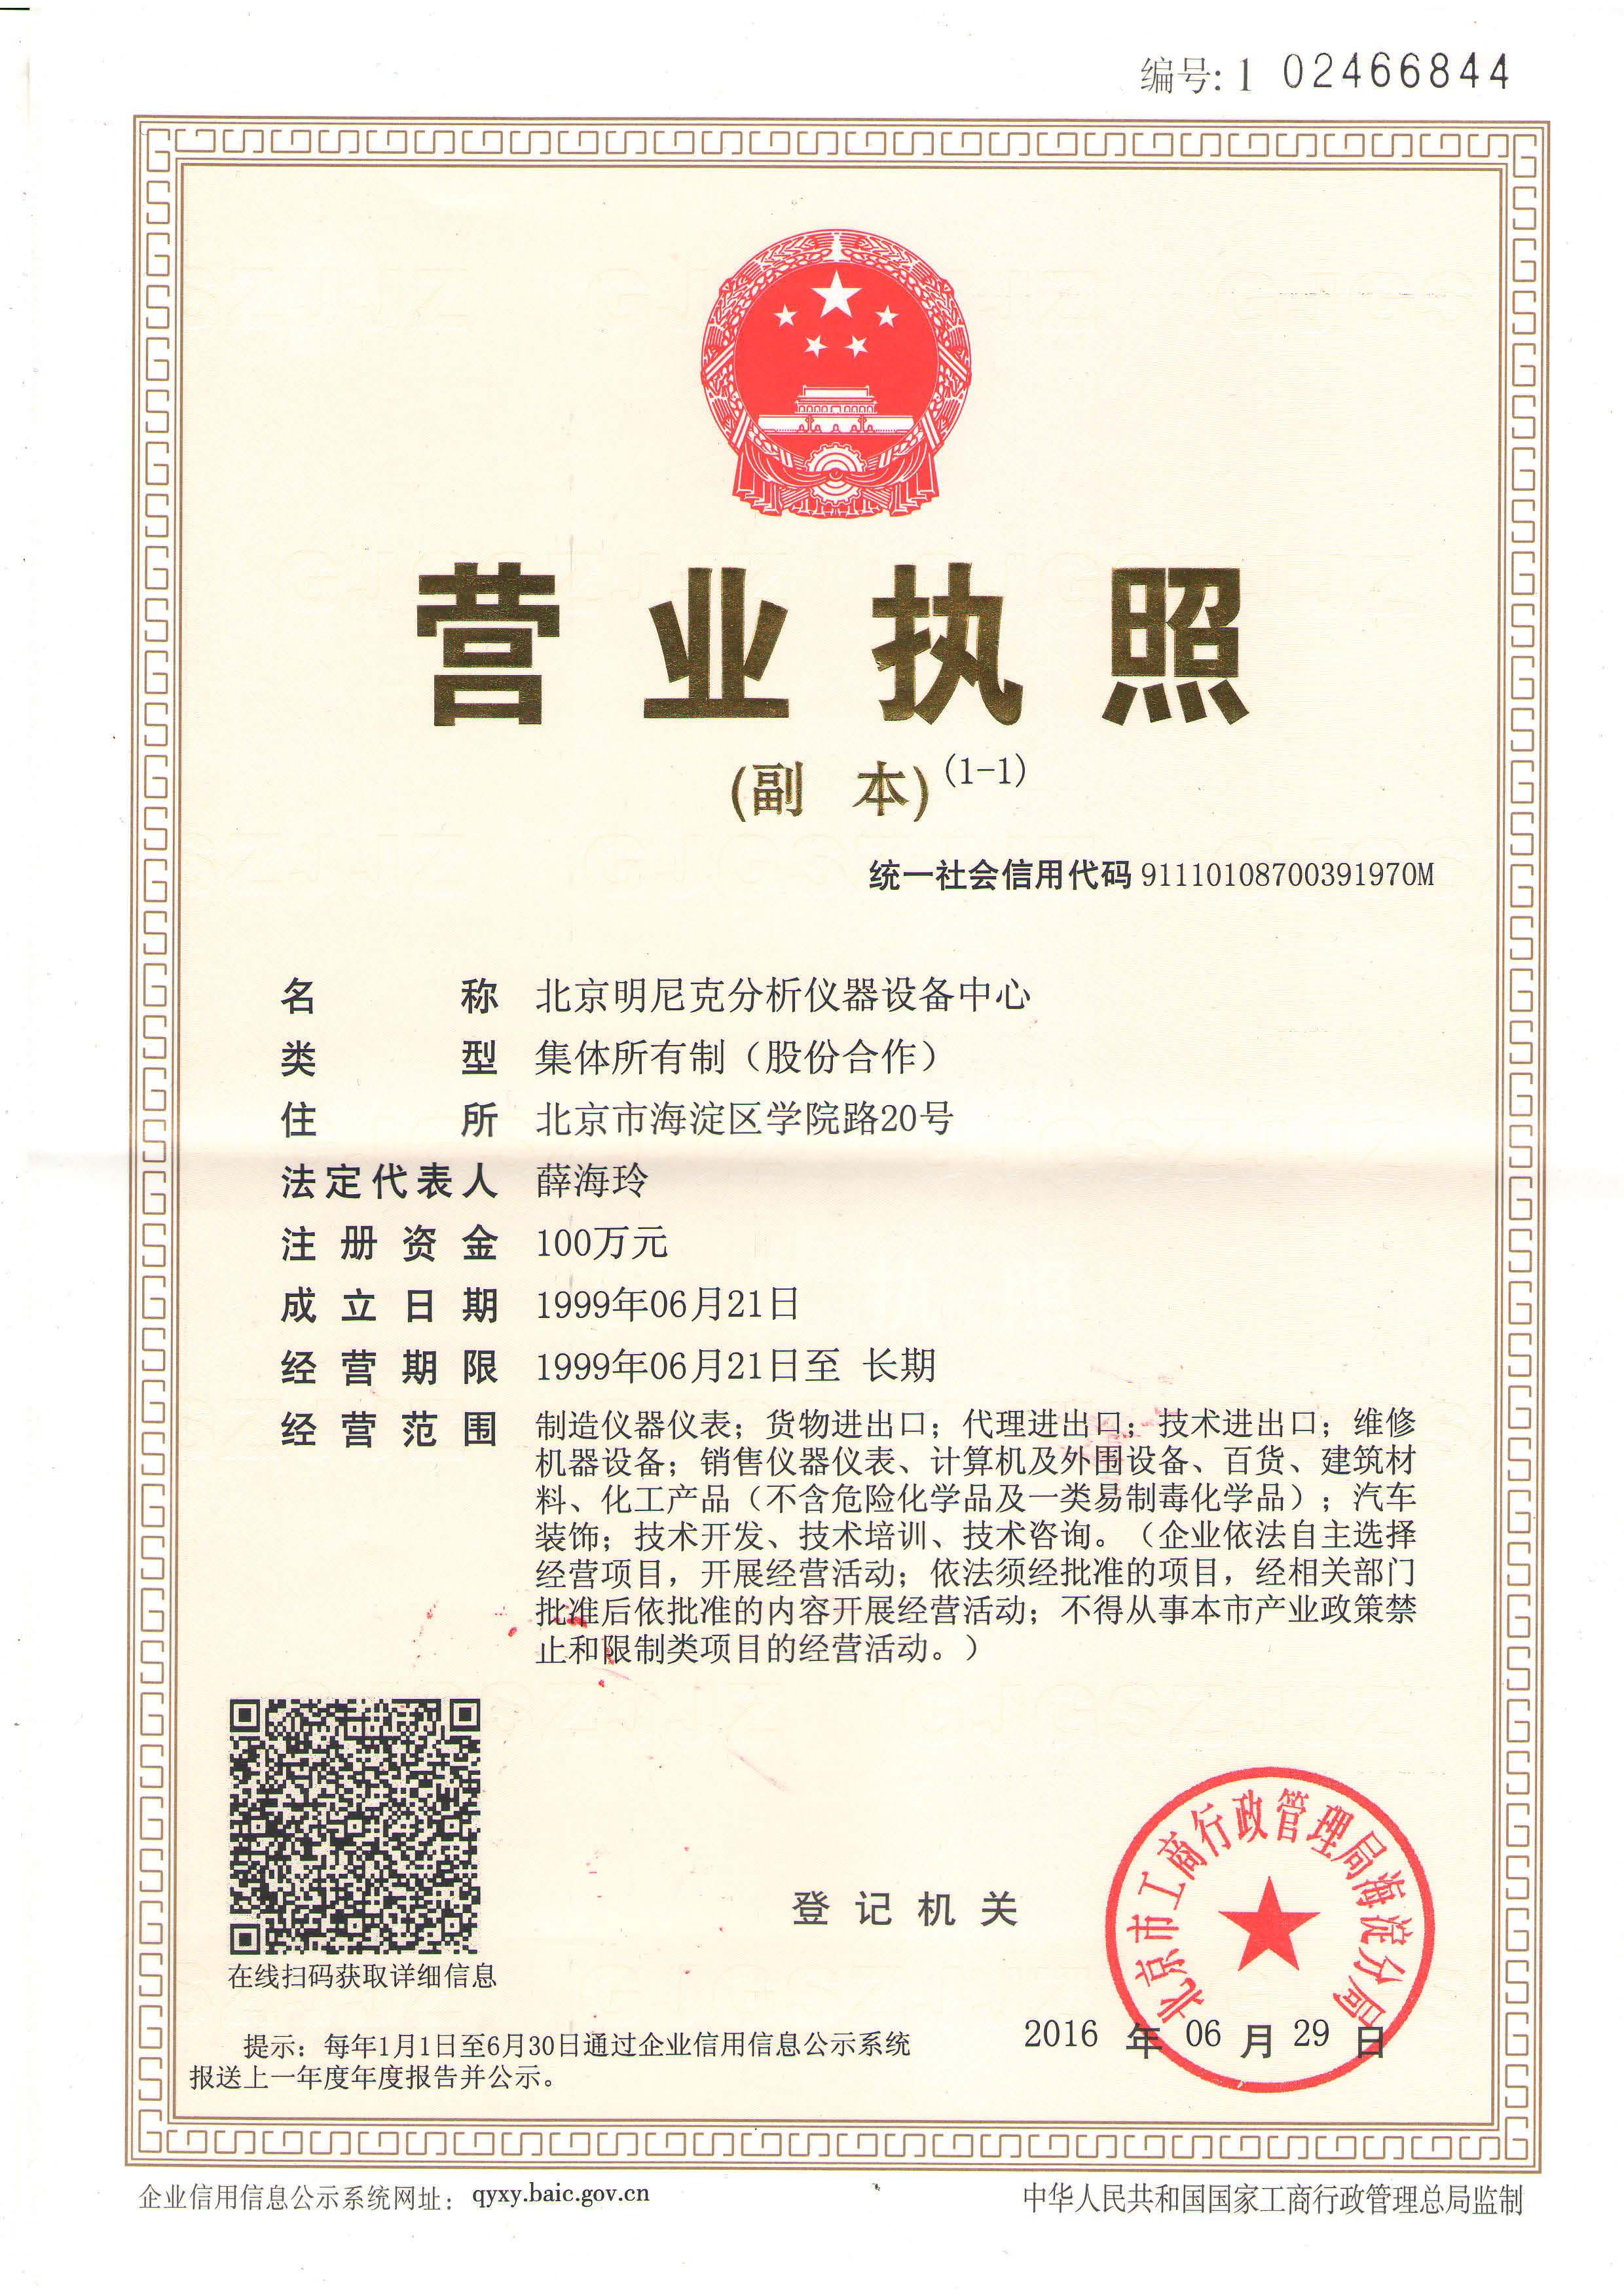 编号: 1 02466844
营业执照
(副 本) (1-1)
统一社会信用代码 91110108700391970M
名称 北京明尼克分析仪器设备中心
类型 集体所有制（股份合作）
住所 北京市海淀区学院路20号
法定代表人 薛海玲
注册资金 100万元
成立日期 1999年06月21日
经营期限 1999年06月21日至 长期
经营范围 制造仪器仪表；货物进出口；代理进出口；技术进出口；维修
机器设备；销售仪器仪表、计算机及外围设备、百货、建筑材
料、化工产品（不含危险化学品及一类易制毒化学品）；汽车
装饰；技术开发、技术培训、技术咨询。（企业依法自主选择
经营项目，开展经营活动；依法须经批准的项目，经相关部门
批准后依批准的内容开展经营活动；不得从事本市产业政策禁
止和限制类项目的经营活动。）
在线扫码获取详细信息
登记机关
北京市工商行政管理局海淀分局
2016 年 06 月 29 日
提示：每年1月1日至6月30日通过企业信用信息公示系统
报送上一年度年度报告并公示。
企业信用信息公示系统网址：qyxy.baic.gov.cn
中华人民共和国国家工商行政管理总局监制